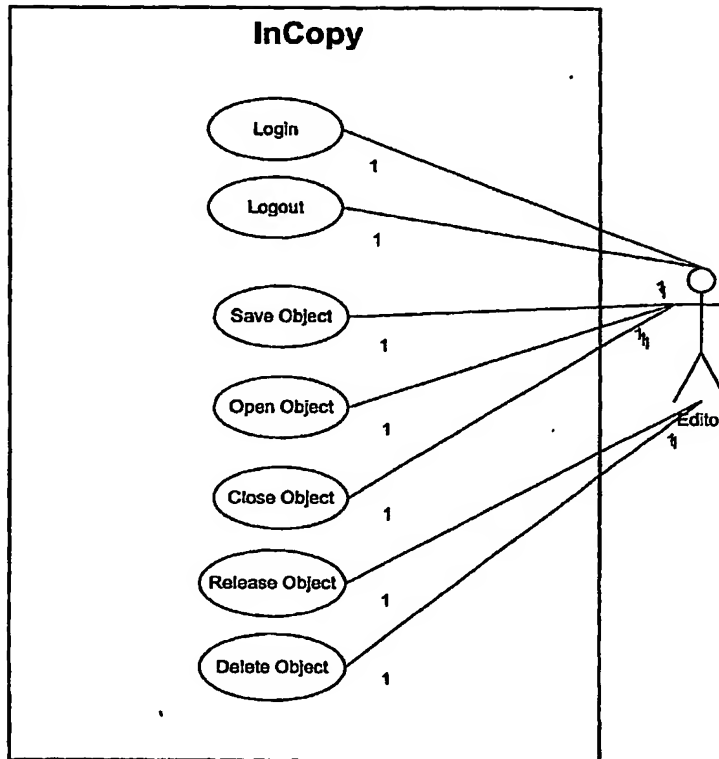 InCopy
Login
1
Logout
1
Save Object
1
Open Object
1
Close Object
1
Release Object
1
Delete Object
1
Edito